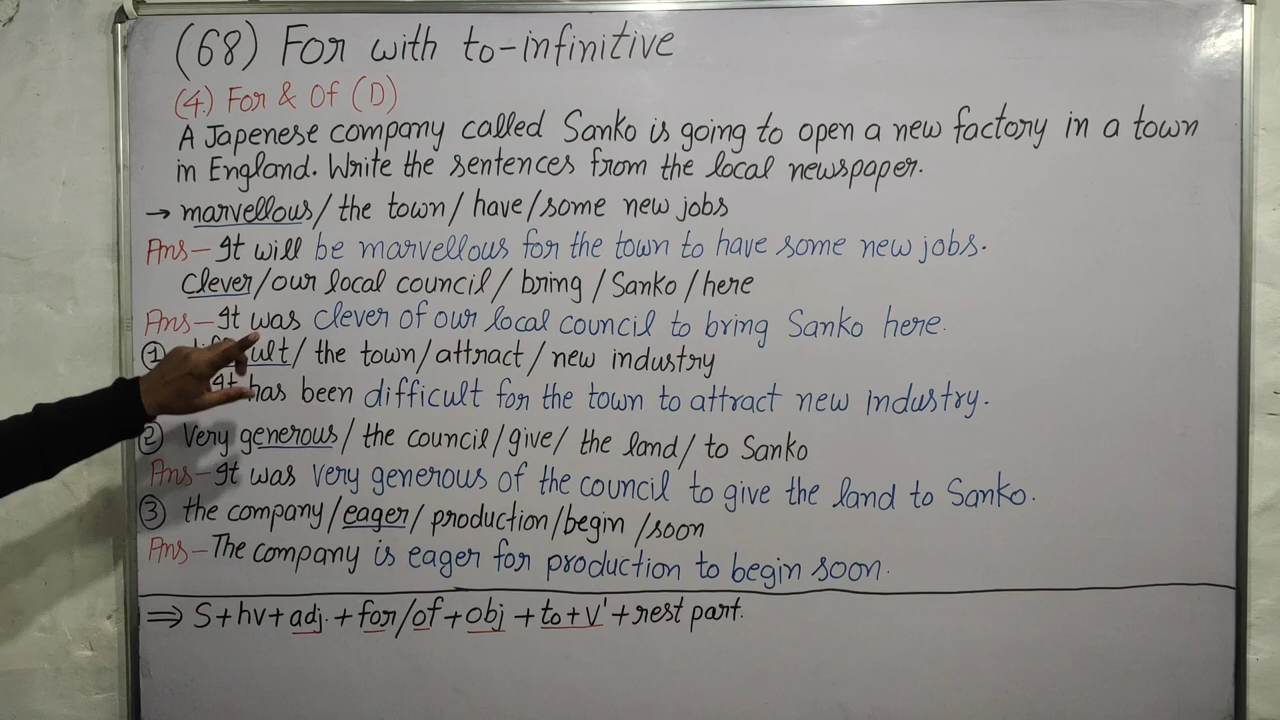 (68) For with to-infinitive
(4.) For & Of (D)
A Japenese company called Sanko is going to open a new factory in a town
in England. Write the sentences from the local newspaper.
→ marvellous/ the town/ have/some new jobs
Ans- It will be marvellous for the town to have some new jobs.
Clever/our local council/ bring / Sanko / here
Ans- It was clever of our local council to bring Sanko here.
① / the town/attract / new industry
It has been difficult for the town to attract new industry.
② Very generous/ the council/give/ the land/ to Sanko
Ans- It was very generous of the council to give the land to Sanko.
③ the company/eager/ production/begin /soon
Ans- The company is eager for production to begin soon.
⇒ S+hv+adj.+for/of+obj+to+V'+rest part.